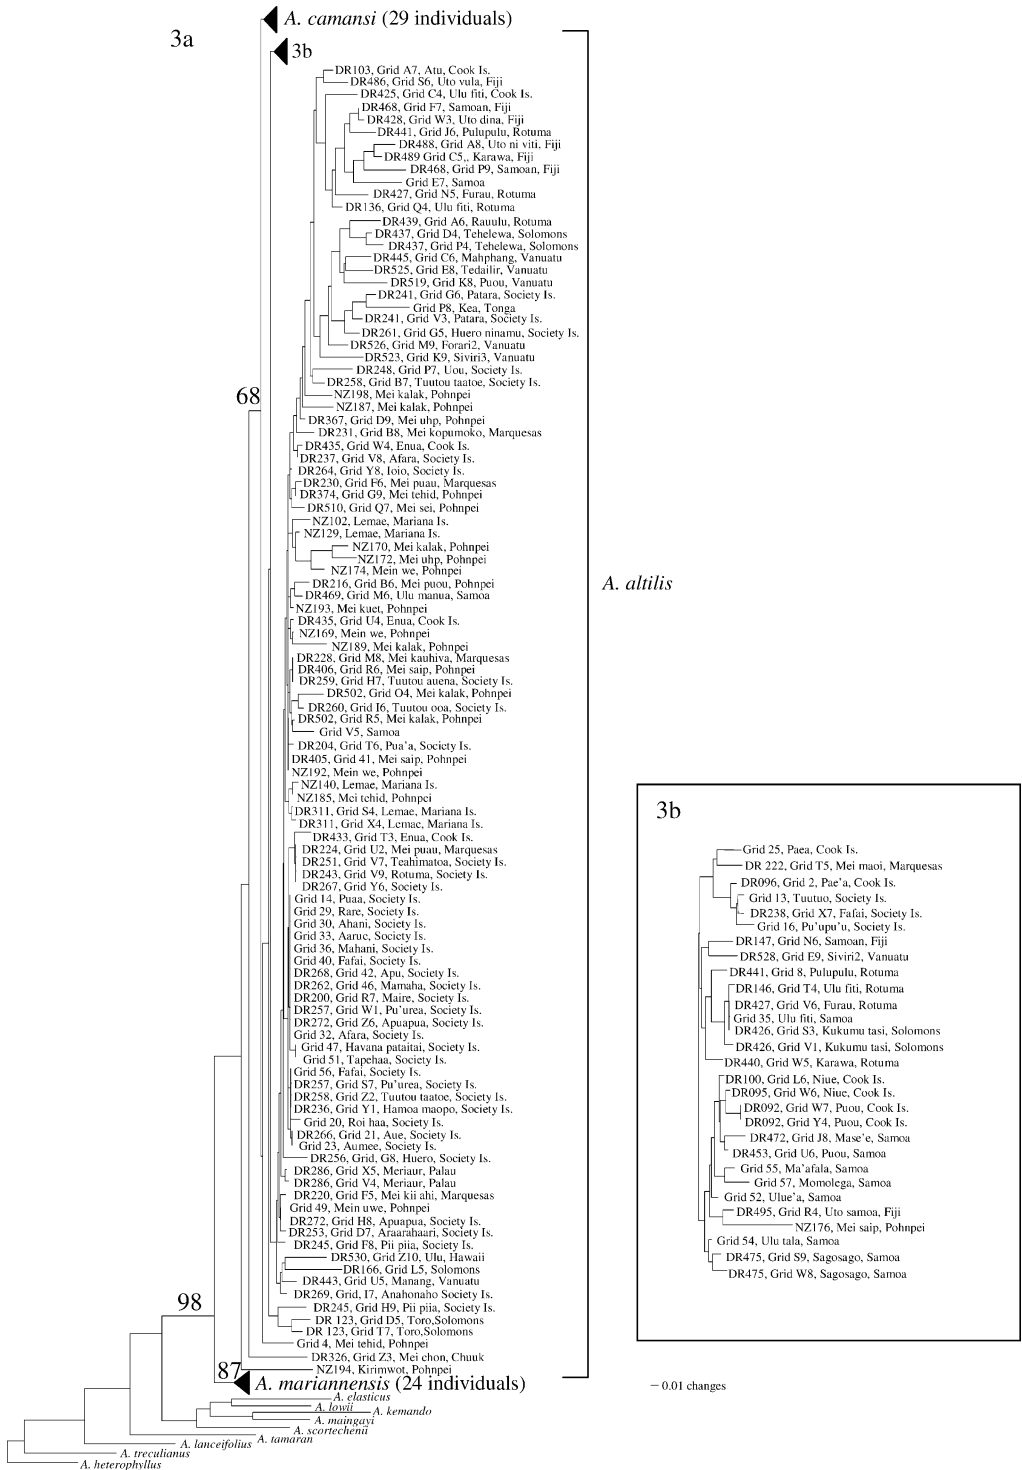 3a
A. camansi (29 individuals)
3b
DR103, Grid A7, Atu, Cook Is.
DR486, Grid S6, Uto vula, Fiji
DR425, Grid C4, Ulu fiti, Cook Is.
DR468, Grid F7, Samoan, Fiji
DR428, Grid W3, Uto dina, Fiji
DR441, Grid J6, Pulupulu, Rotuma
DR488, Grid A8, Uto ni viti, Fiji
DR489 Grid C5,, Karawa, Fiji
DR468, Grid P9, Samoan, Fiji
Grid E7, Samoa
DR427, Grid N5, Furau, Rotuma
DR136, Grid Q4, Ulu fiti, Rotuma
DR439, Grid A6, Rauulu, Rotuma
DR437, Grid D4, Tehelewa, Solomons
DR437, Grid P4, Tehelewa, Solomons
DR445, Grid C6, Mahphang, Vanuatu
DR525, Grid E8, Tedailir, Vanuatu
DR519, Grid K8, Puou, Vanuatu
DR241, Grid G6, Patara, Society Is.
Grid P8, Kea, Tonga
DR241, Grid V3, Patara, Society Is.
DR261, Grid G5, Huero ninamu, Society Is.
DR526, Grid M9, Forari2, Vanuatu
DR523, Grid K9, Siviri3, Vanuatu
DR248, Grid P7, Uou, Society Is.
DR258, Grid B7, Tuutou taatoe, Society Is.
NZ198, Mei kalak, Pohnpei
68
NZ187, Mei kalak, Pohnpei
DR367, Grid D9, Mei uhp, Pohnpei
DR231, Grid B8, Mei kopumoko, Marquesas
DR435, Grid W4, Enua, Cook Is.
DR237, Grid V8, Afara, Society Is.
DR264, Grid Y8, Ioio, Society Is.
DR230, Grid F6, Mei puau, Marquesas
DR374, Grid G9, Mei tehid, Pohnpei
DR510, Grid Q7, Mei sei, Pohnpei
NZ102, Lemae, Mariana Is.
NZ129, Lemae, Mariana Is.
NZ170, Mei kalak, Pohnpei
NZ172, Mei uhp, Pohnpei
NZ174, Mein we, Pohnpei
DR216, Grid B6, Mei puou, Pohnpei
A. altilis
DR469, Grid M6, Ulu manua, Samoa
NZ193, Mei kuet, Pohnpei
DR435, Grid U4, Enua, Cook Is.
NZ169, Mein we, Pohnpei
NZ189, Mei kalak, Pohnpei
DR228, Grid M8, Mei kauhiva, Marquesas
DR406, Grid R6, Mei saip, Pohnpei
DR259, Grid H7, Tuutou auena, Society Is.
DR502, Grid O4, Mei kalak, Pohnpei
DR260, Grid I6, Tuutou ooa, Society Is.
DR502, Grid R5, Mei kalak, Pohnpei
Grid V5, Samoa
DR204, Grid T6, Pua'a, Society Is.
DR405, Grid 41, Mei saip, Pohnpei
NZ192, Mein we, Pohnpei
NZ140, Lemae, Mariana Is.
NZ185, Mei tehid, Pohnpei
DR311, Grid S4, Lemae, Mariana Is.
DR311, Grid X4, Lemae, Mariana Is.
DR433, Grid T3, Enua, Cook Is.
DR224, Grid U2, Mei puau, Marquesas
DR251, Grid V7, Teahimatoa, Society Is.
DR243, Grid V9, Rotuma, Society Is.
DR267, Grid Y6, Society Is.
Grid 14, Puaa, Society Is.
Grid 29, Rare, Society Is.
Grid 30, Ahani, Society Is.
Grid 33, Aarue, Society Is.
Grid 36, Mahani, Society Is.
Grid 40, Fafai, Society Is.
DR268, Grid 42, Apu, Society Is.
DR262, Grid 46, Mamaha, Society Is.
DR200, Grid R7, Maire, Society Is.
DR257, Grid W1, Pu'urea, Society Is.
DR272, Grid Z6, Apuapua, Society Is.
Grid 32, Afara, Society Is.
Grid 47, Havana pataitai, Society Is.
Grid 51, Tapehaa, Society Is.
Grid 56, Fafai, Society Is.
DR257, Grid S7, Pu'urea, Society Is.
DR258, Grid Z2, Tuutou taatoe, Society Is.
DR236, Grid Y1, Hamoa maopo, Society Is.
Grid 20, Roi haa, Society Is.
DR266, Grid 21, Aue, Society Is.
Grid 23, Aumee, Society Is.
DR256, Grid, G8, Huero, Society Is.
DR286, Grid X5, Meriaur, Palau
DR286, Grid V4, Meriaur, Palau
DR220, Grid F5, Mei kii ahi, Marquesas
Grid 49, Mein uwe, Pohnpei
DR272, Grid H8, Apuapua, Society Is.
DR253, Grid D7, Araarahaari, Society Is.
DR245, Grid F8, Pii piia, Society Is.
DR530, Grid Z10, Ulu, Hawaii
DR166, Grid L5, Solomons
DR443, Grid U5, Manang, Vanuatu
DR269, Grid, I7, Anahonaho Society Is.
98
DR245, Grid H9, Pii piia, Society Is.
DR 123, Grid D5, Toro,Solomons
DR 123, Grid T7, Toro,Solomons
Grid 4, Mei tehid, Pohnpei
DR326, Grid Z3, Mei chon, Chuuk
87
NZ194, Kirimwot, Pohnpei
A. mariannensis (24 individuals)
A. elasticus
A. lowii
A. kemando
A. maingayi
A. scortechenii
A. tamaran
A. lanceifolius
A. treculianus
A. heterophyllus
3b
Grid 25, Paea, Cook Is.
DR 222, Grid T5, Mei maoi, Marquesas
DR096, Grid 2, Pae'a, Cook Is.
Grid 13, Tuutuo, Society Is.
DR238, Grid X7, Fafai, Society Is.
Grid 16, Pu'upu'u, Society Is.
DR147, Grid N6, Samoan, Fiji
DR528, Grid E9, Siviri2, Vanuatu
DR441, Grid 8, Pulupulu, Rotuma
DR146, Grid T4, Ulu fiti, Rotuma
DR427, Grid V6, Furau, Rotuma
Grid 35, Ulu fiti, Samoa
DR426, Grid S3, Kukumu tasi, Solomons
DR426, Grid V1, Kukumu tasi, Solomons
DR440, Grid W5, Karawa, Rotuma
DR100, Grid L6, Niue, Cook Is.
DR095, Grid W6, Niue, Cook Is.
DR092, Grid W7, Puou, Cook Is.
DR092, Grid Y4, Puou, Cook Is.
DR472, Grid J8, Mase'e, Samoa
DR453, Grid U6, Puou, Samoa
Grid 55, Ma'afala, Samoa
Grid 57, Momolega, Samoa
Grid 52, Ulue'a, Samoa
DR495, Grid R4, Uto samoa, Fiji
NZ176, Mei saip, Pohnpei
Grid 54, Ulu tala, Samoa
DR475, Grid S9, Sagosago, Samoa
DR475, Grid W8, Sagosago, Samoa
0.01 changes